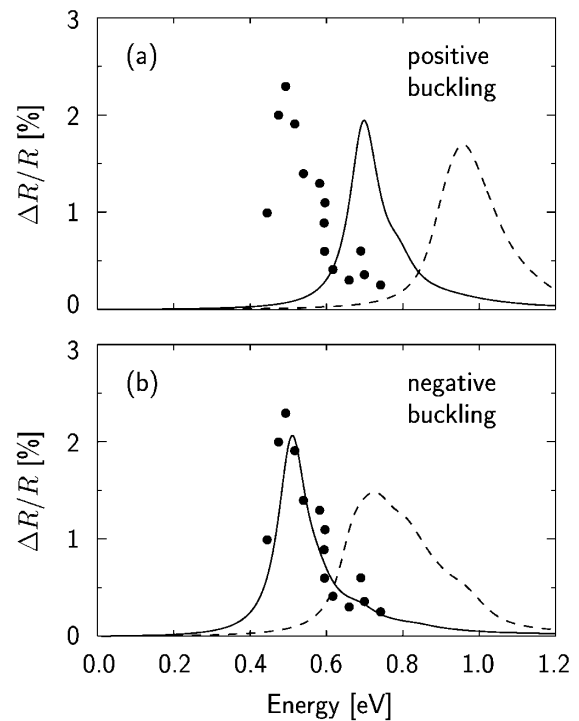 3
(a)
positive
buckling
2
ΔR/R [%]
1
0
3
(b)
negative
buckling
2
ΔR/R [%]
1
0
0.0 0.2 0.4 0.6 0.8 1.0 1.2
Energy [eV]